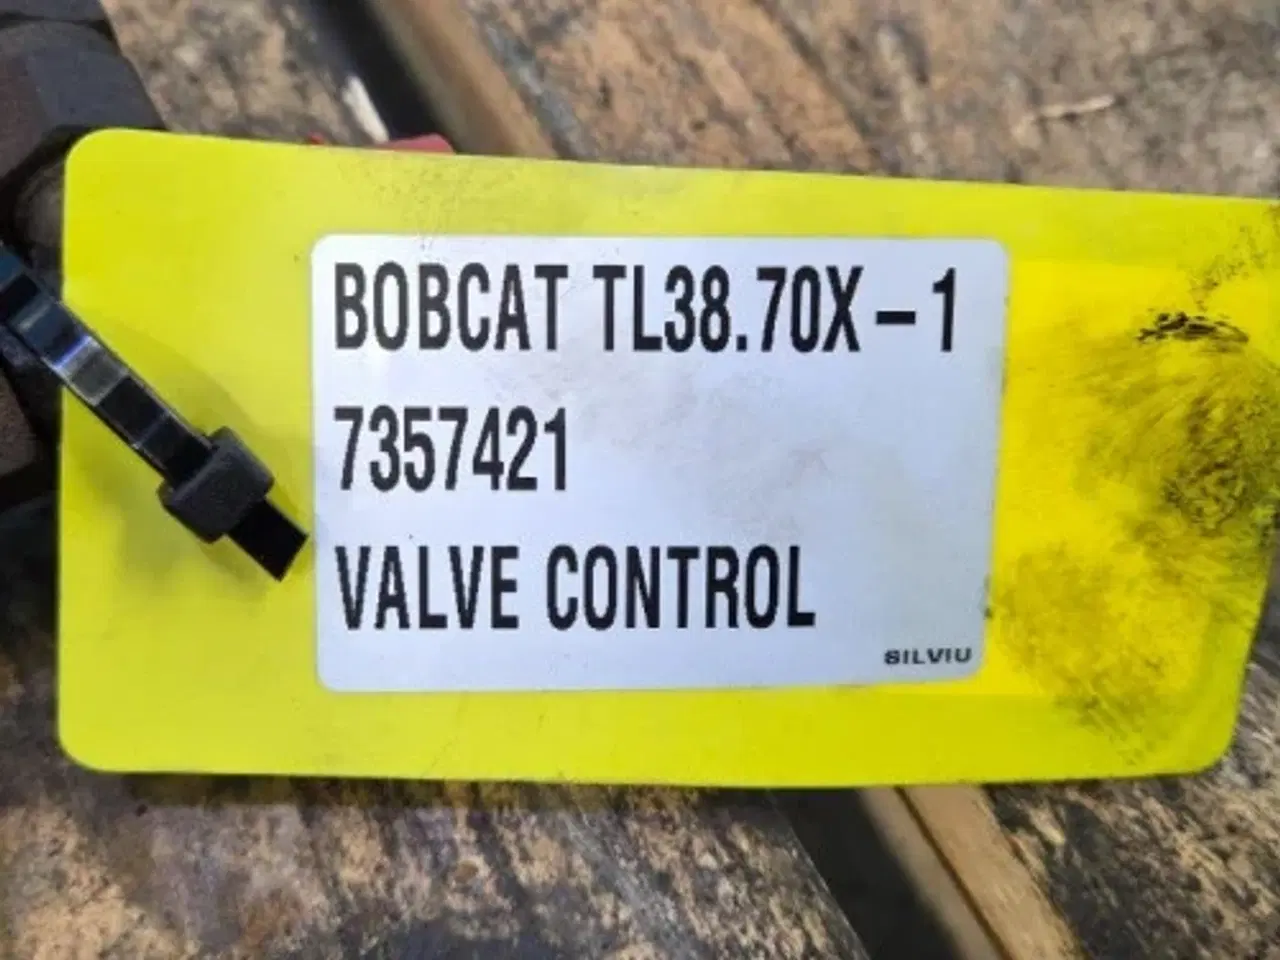 BOBCAT TL38.70X-1
7357421
VALVE CONTROL
SILVIU